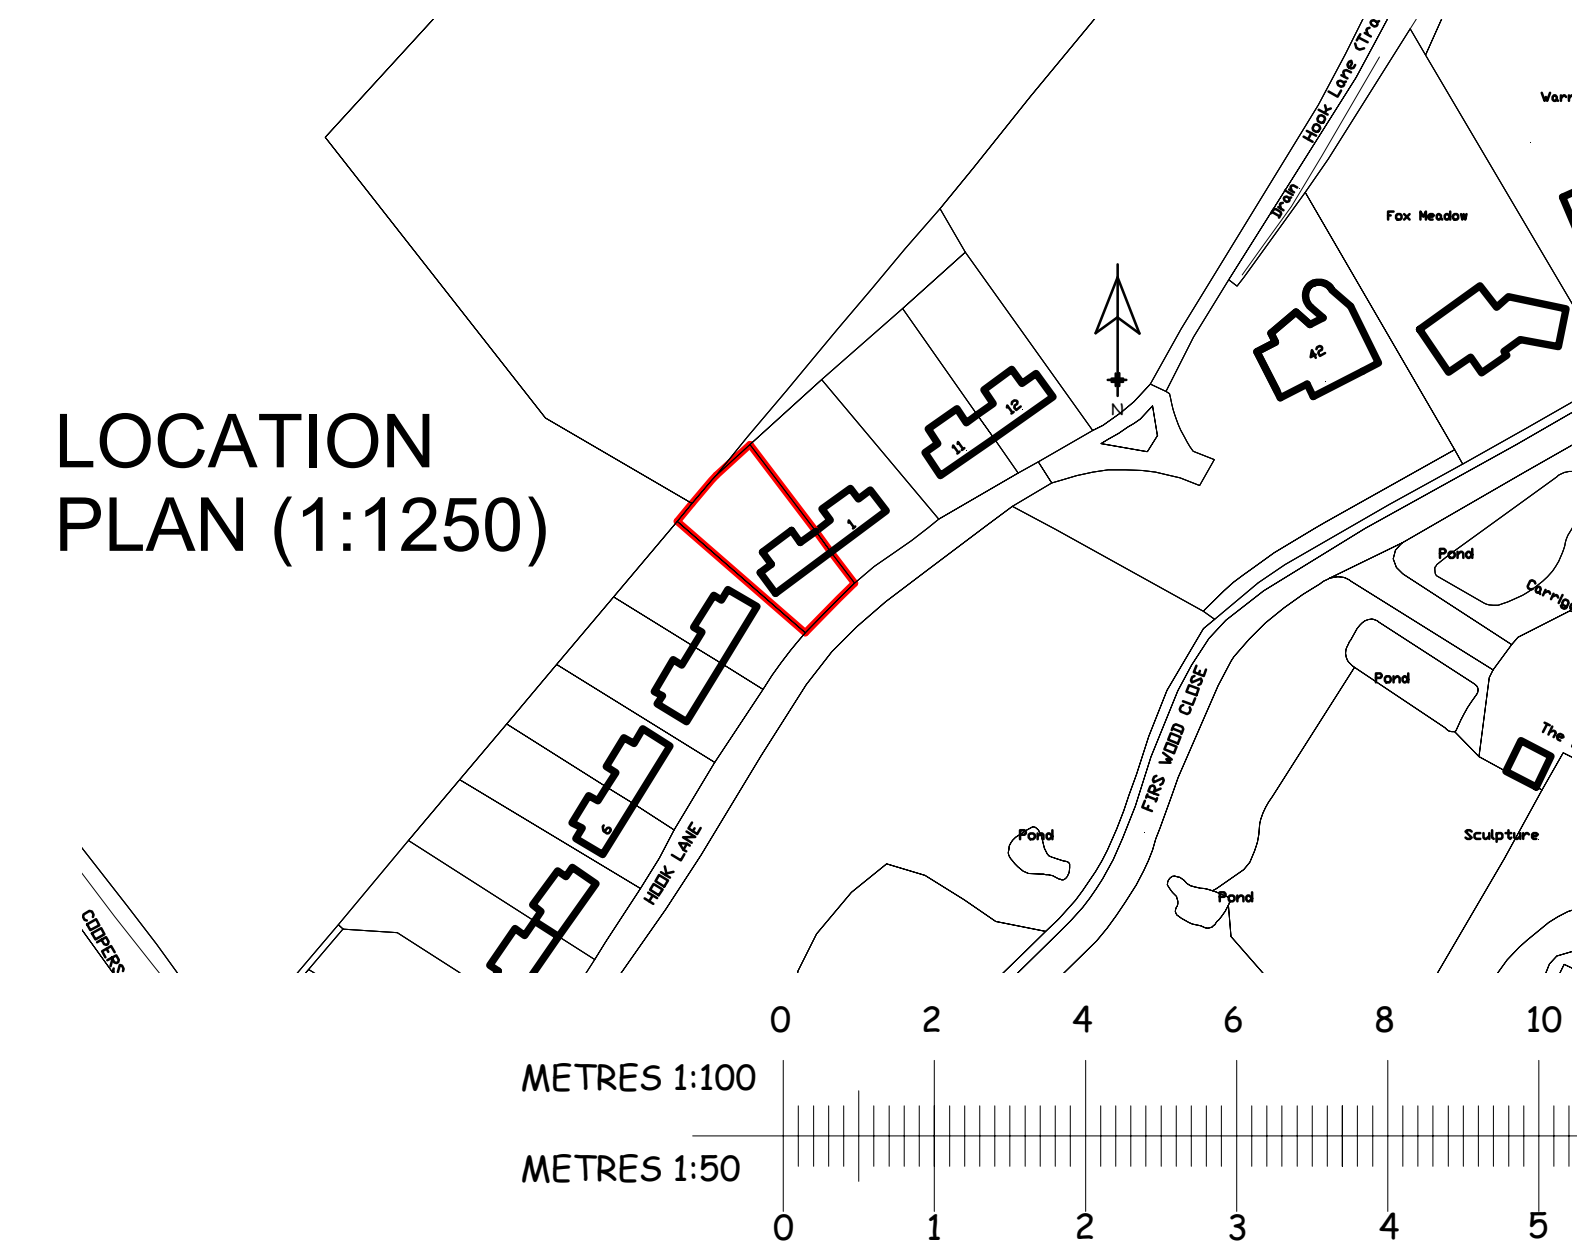 Hook Lane (Tra
Warr
Drain
Fox Meadow
42
N
12
11
1
LOCATION
PLAN (1:1250)
Pond
Carrig
Pond
FIRS WOOD CLOSE
The
6
HOOK LANE
Pond
Sculpture
Pond
COOPERS
0 2 4 6 8 10
METRES 1:100
METRES 1:50
0 1 2 3 4 5